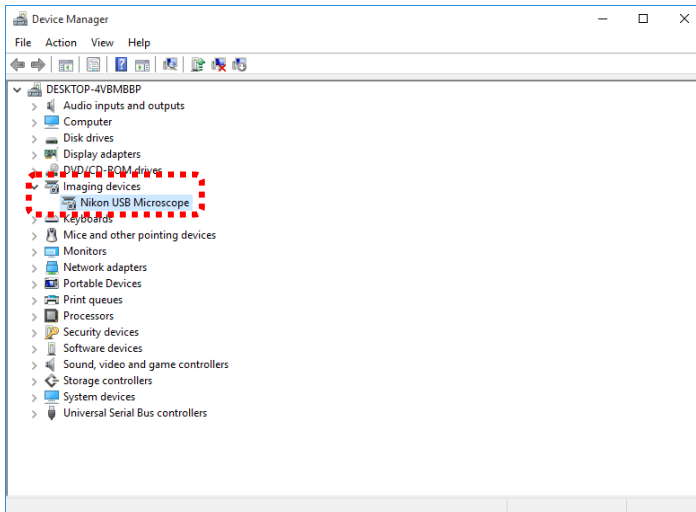 Device Manager
File Action View Help
DESKTOP-4VBMBBP
Audio inputs and outputs
Computer
Disk drives
Display adapters
DVD/CD-ROM drives
Imaging devices
Nikon USB Microscope
Keyboards
Mice and other pointing devices
Monitors
Network adapters
Portable Devices
Print queues
Processors
Security devices
Software devices
Sound, video and game controllers
Storage controllers
System devices
Universal Serial Bus controllers